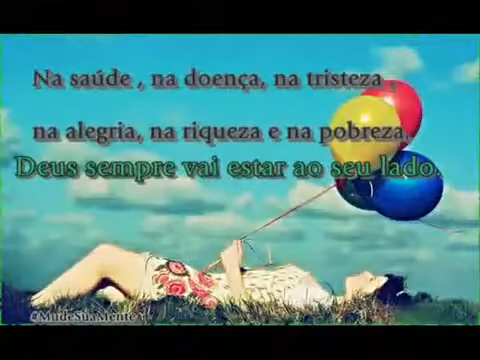 Na saúde , na doença, na tristeza ,
na alegria, na riqueza e na pobreza.
Deus sempre vai estar ao seu lado.
#MudeSuaMente